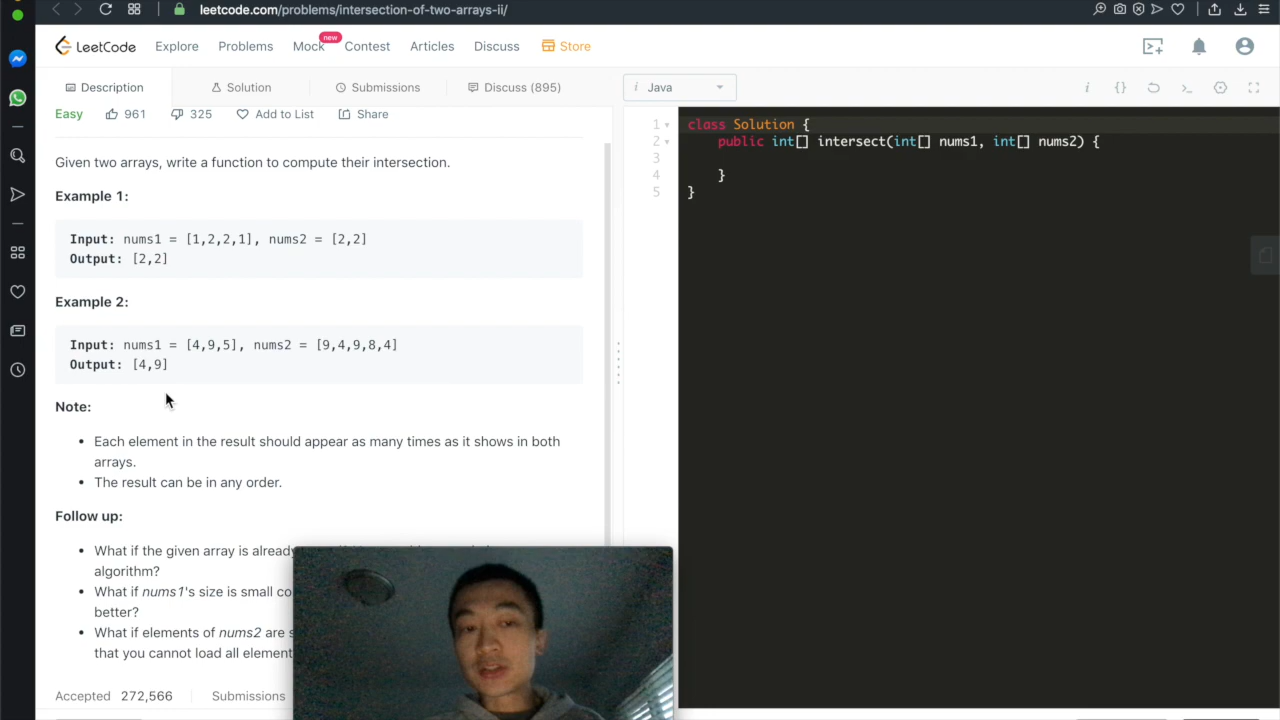 leetcode.com/problems/intersection-of-two-arrays-ii/
LeetCode Explore Problems Mock new Contest Articles Discuss Store
Description Solution Submissions Discuss (895)
Easy 961 325 Add to List Share
Given two arrays, write a function to compute their intersection.
Example 1:
Input: nums1 = [1,2,2,1], nums2 = [2,2]
Output: [2,2]
Example 2:
Input: nums1 = [4,9,5], nums2 = [9,4,9,8,4]
Output: [4,9]
Note:
Each element in the result should appear as many times as it shows in both
arrays.
The result can be in any order.
Follow up:
What if the given array is already
algorithm?
What if nums1's size is small
better?
What if elements of nums2 are
that you cannot load all
Accepted 272,566 Submissions
i Java
1 class Solution {
2 public int[] intersect(int[] nums1, int[] nums2) {
3
4 }
5 }